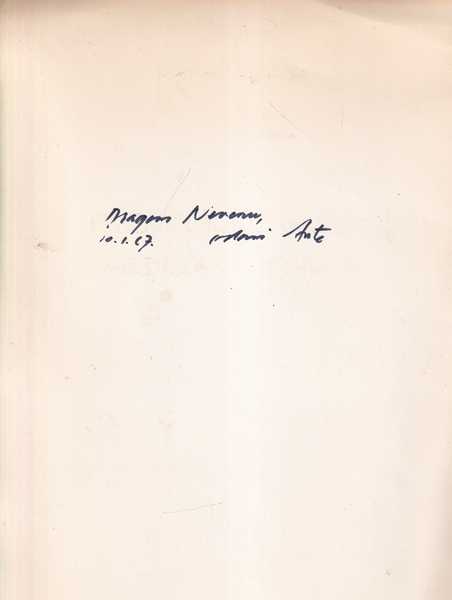 Dragom Nevenu,
10.1.67. odani Ante